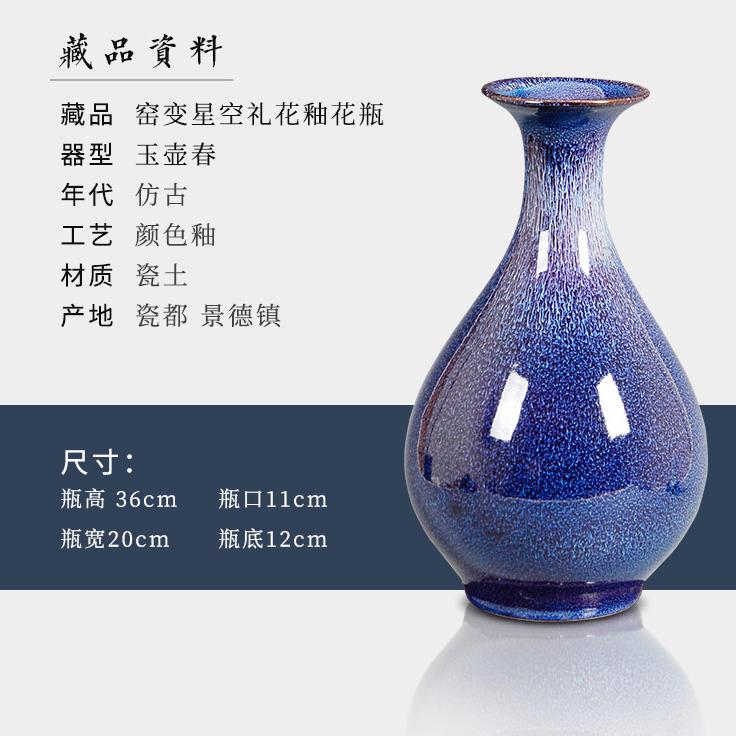 藏品資料
藏品 窑变星空礼花釉花瓶
器型 玉壶春
年代 仿古
工艺 颜色釉
材质 瓷土
产地 瓷都 景德镇
尺寸：
瓶高 36cm 瓶口11cm
瓶宽20cm 瓶底12cm